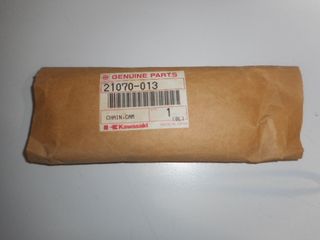 GENUINE PARTS
21070-013
CHAIN,CAM
1
Kawasaki